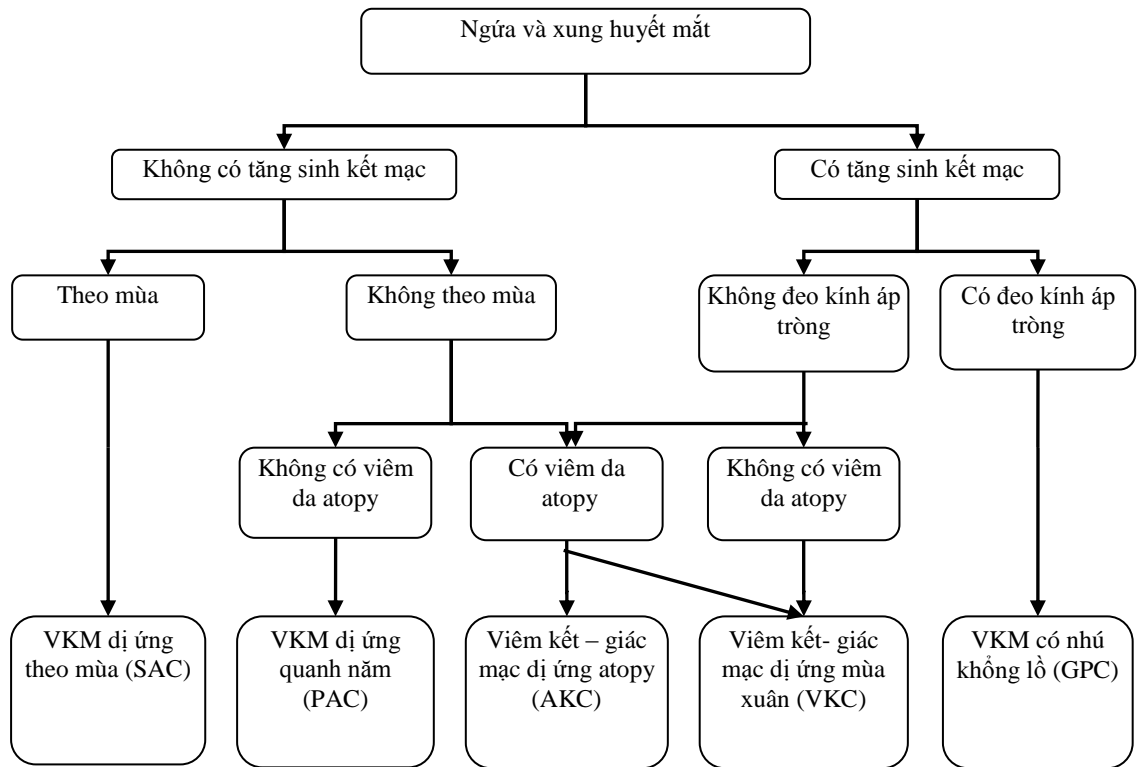 Ngứa và xung huyết mắt
Không có tăng sinh kết mạc
Có tăng sinh kết mạc
Theo mùa
Không theo mùa
Không đeo kính áp
tròng
Có đeo kính áp
tròng
Không có viêm
da atopy
Có viêm da
atopy
Không có viêm
da atopy
VKM dị ứng
theo mùa (SAC)
VKM dị ứng
quanh năm
(PAC)
Viêm kết – giác
mạc dị ứng atopy
(AKC)
Viêm kết- giác
mạc dị ứng mùa
xuân (VKC)
VKM có nhú
khổng lồ (GPC)